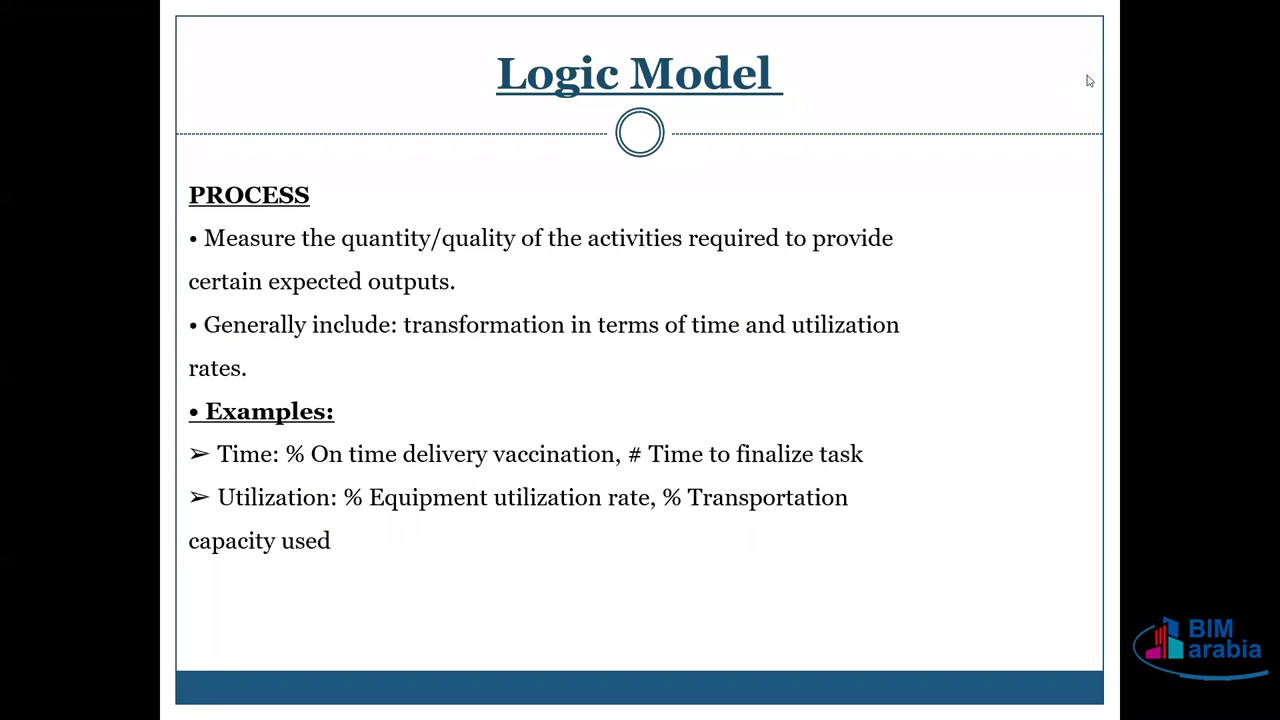 Logic Model
PROCESS
• Measure the quantity/quality of the activities required to provide
certain expected outputs.
• Generally include: transformation in terms of time and utilization
rates.
• Examples:
➢ Time: % On time delivery vaccination, # Time to finalize task
➢ Utilization: % Equipment utilization rate, % Transportation
capacity used
BIM
arabia